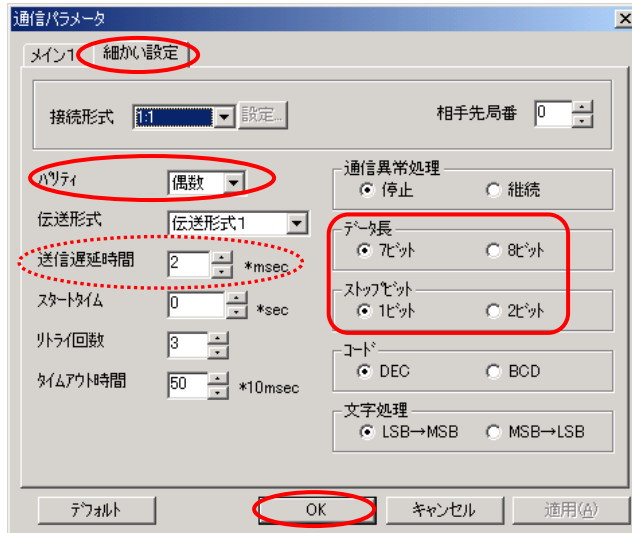 通信パラメータ
メイン1 細かい設定
接続形式 1:1 設定... 相手先局番 0
パリティ 偶数
伝送形式 伝送形式1
送信遅延時間 2 *msec
スタートタイム 0 *sec
リトライ回数 3
タイムアウト時間 50 *10msec
通信異常処理
停止 継続
データ長
7ビット 8ビット
ストップビット
1ビット 2ビット
コード
DEC BCD
文字処理
LSB→MSB MSB→LSB
デフォルト OK キャンセル 適用(A)